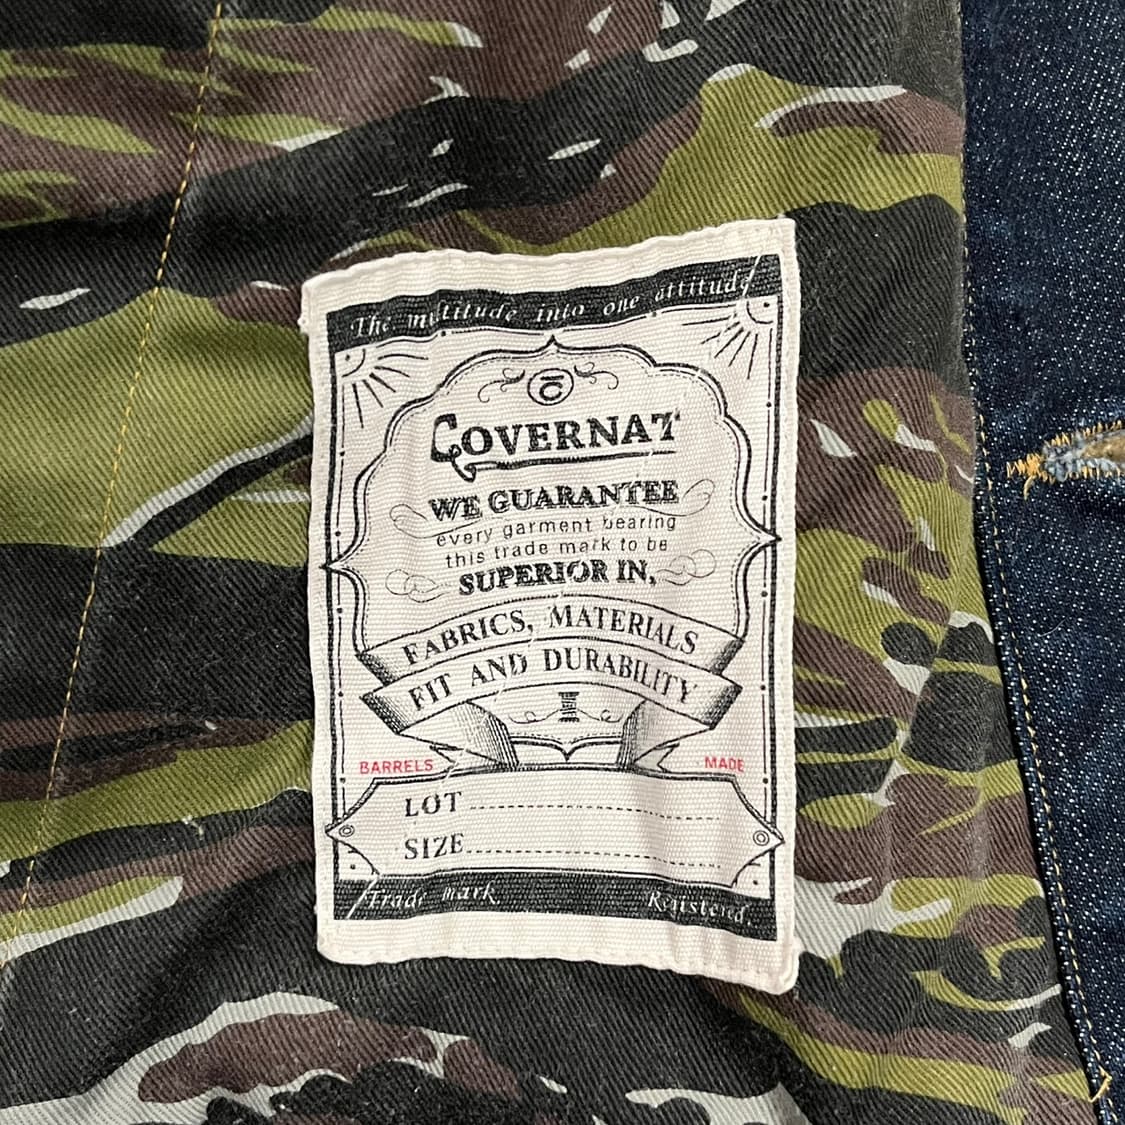 The multitude into one attitude
C
COVERNAT
WE GUARANTEE
every garment bearing
this trade mark to be
SUPERIOR IN,
FABRICS, MATERIALS
FIT AND DURABILITY
BARRELS MADE
LOT
SIZE
Trade mark Registered.